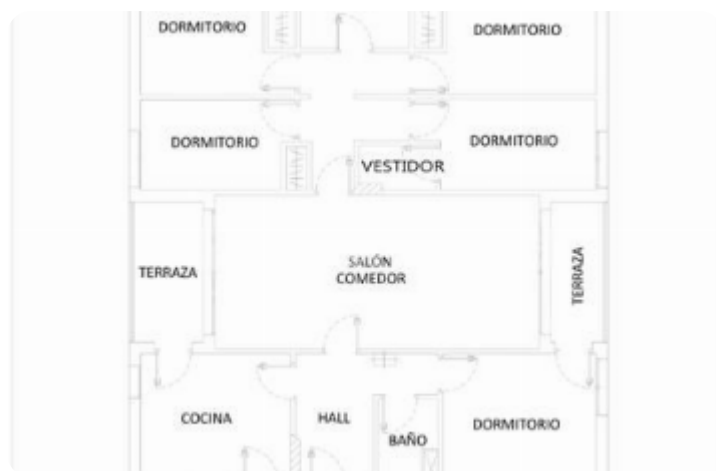 DORMITORIO
DORMITORIO
DORMITORIO
DORMITORIO
VESTIDOR
TERRAZA
SALÓN
COMEDOR
TERRAZA
COCINA
HALL
BAÑO
DORMITORIO